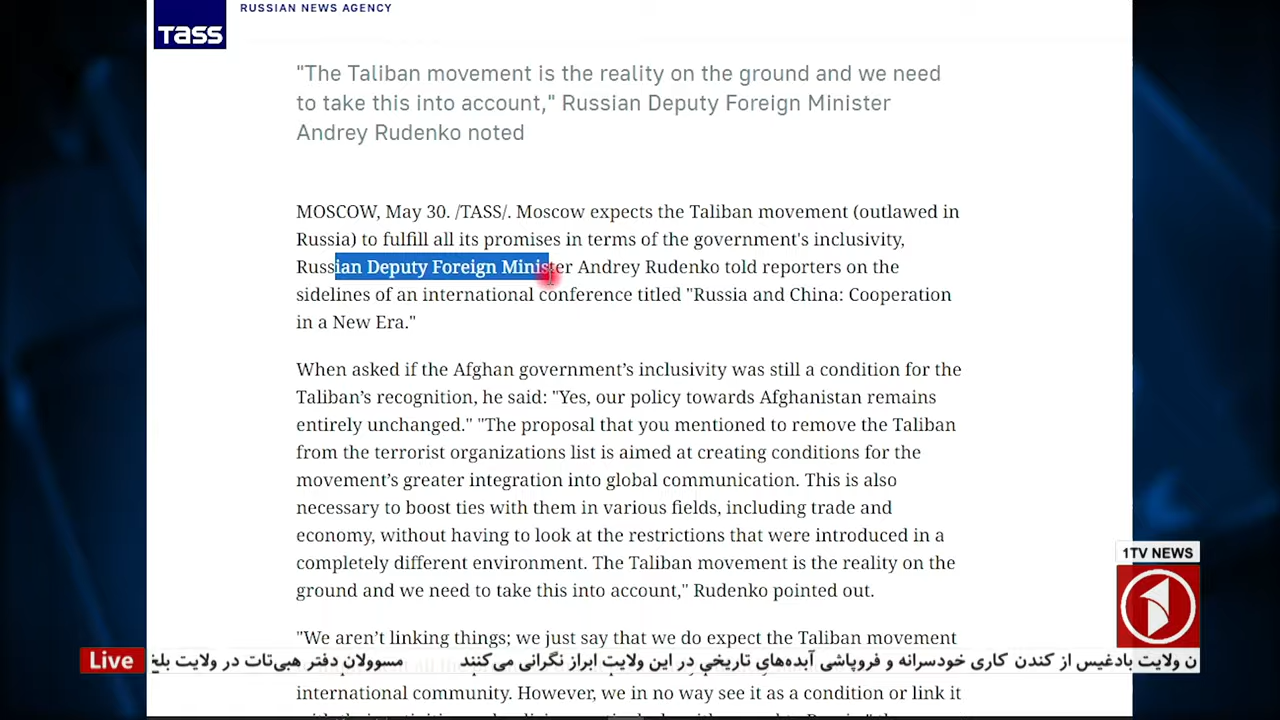 TASS
RUSSIAN NEWS AGENCY
"The Taliban movement is the reality on the ground and we need
to take this into account," Russian Deputy Foreign Minister
Andrey Rudenko noted
MOSCOW, May 30. /TASS/. Moscow expects the Taliban movement (outlawed in
Russia) to fulfill all its promises in terms of the government's inclusivity,
Russian Deputy Foreign Minister Andrey Rudenko told reporters on the
sidelines of an international conference titled "Russia and China: Cooperation
in a New Era."
When asked if the Afghan government’s inclusivity was still a condition for the
Taliban’s recognition, he said: "Yes, our policy towards Afghanistan remains
entirely unchanged." "The proposal that you mentioned to remove the Taliban
from the terrorist organizations list is aimed at creating conditions for the
movement’s greater integration into global communication. This is also
necessary to boost ties with them in various fields, including trade and
economy, without having to look at the restrictions that were introduced in a
completely different environment. The Taliban movement is the reality on the
ground and we need to take this into account," Rudenko pointed out.
"We aren’t linking things; we just say that we do expect the Taliban movement
international community. However, we in no way see it as a condition or link it
1TV NEWS
Live
ن ولایت بادغیس از کندن کاری خودسرانه و فروپاشی آبده‌های تاریخی در این ولایت ابراز نگرانی می‌کنند
مسوولان دفتر هبی‌تات در ولایت بلخ